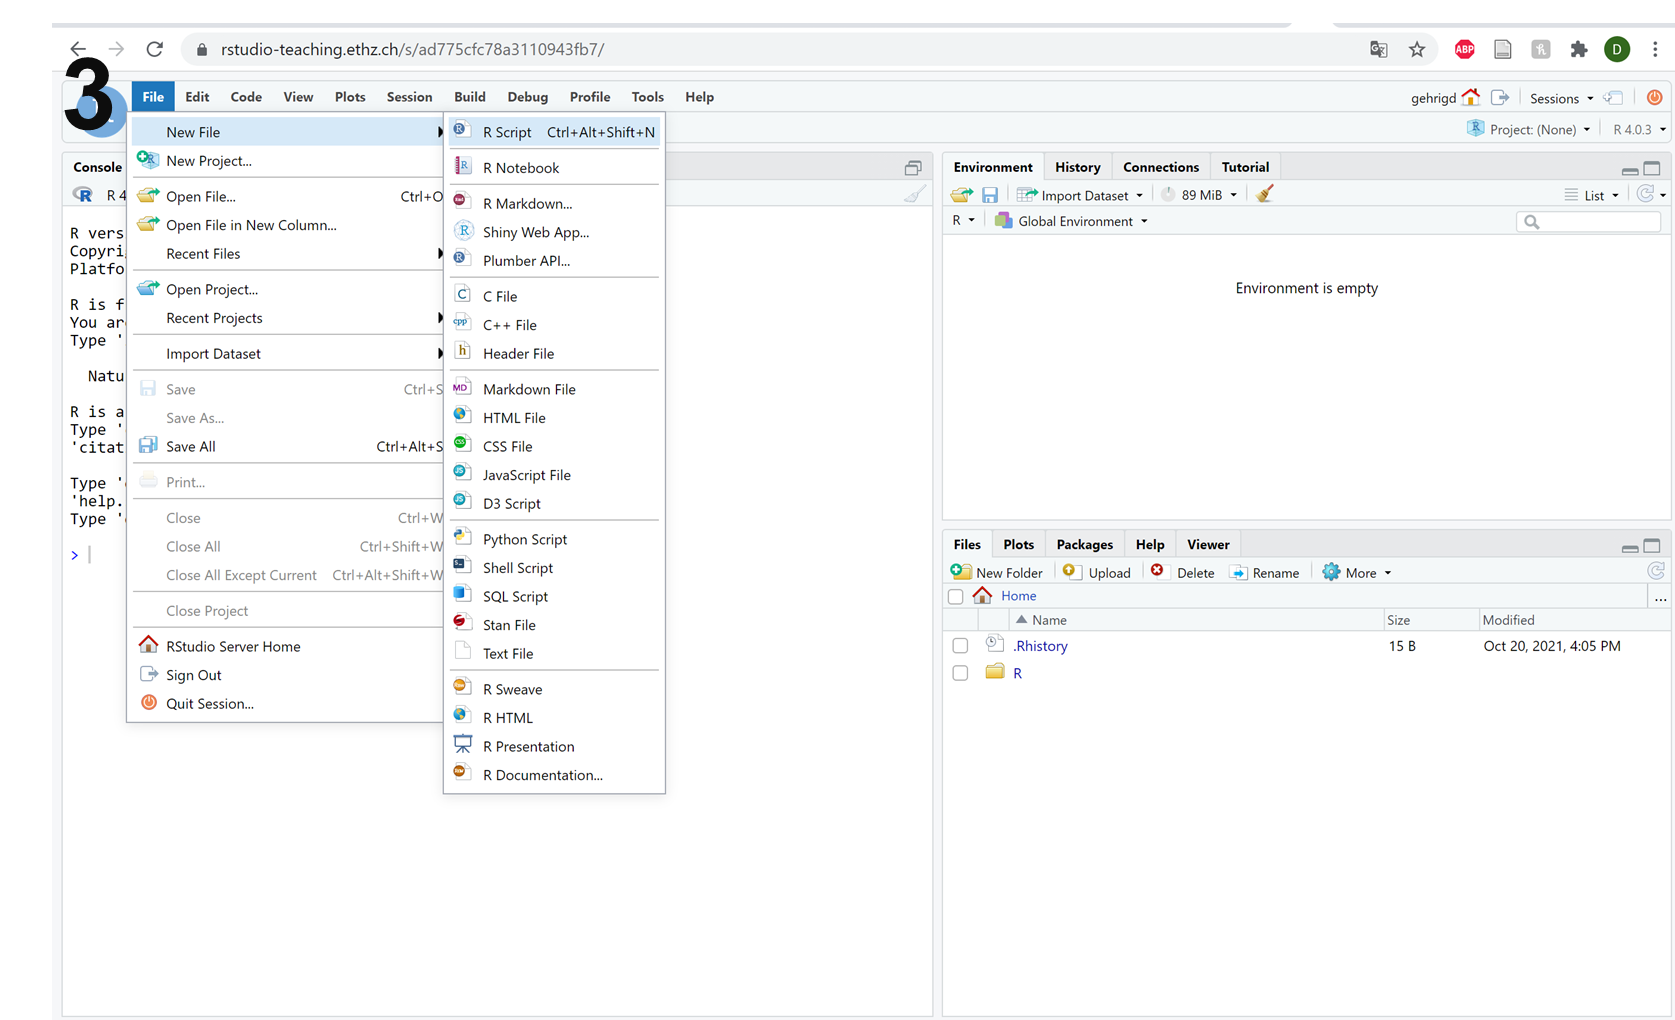 rstudio-teaching.ethz.ch/s/ad775cfc78a3110943fb7/
ABP
D
3
File Edit Code View Plots Session Build Debug Profile Tools Help
gehrigd Sessions
Project: (None) R 4.0.3
New File
New Project...
Open File... Ctrl+O
Open File in New Column...
Recent Files
Open Project...
Recent Projects
Import Dataset
Save Ctrl+S
Save As...
Save All Ctrl+Alt+S
Print...
Close Ctrl+W
Close All Ctrl+Shift+W
Close All Except Current Ctrl+Alt+Shift+W
Close Project
RStudio Server Home
Sign Out
Quit Session...
R Script Ctrl+Alt+Shift+N
R Notebook
R Markdown...
Shiny Web App...
Plumber API...
C File
C++ File
Header File
Markdown File
HTML File
CSS File
JavaScript File
D3 Script
Python Script
Shell Script
SQL Script
Stan File
Text File
R Sweave
R HTML
R Presentation
R Documentation...
Console
R 4
R vers
Copyri
Platfo
R is f
You ar
Type '
Natu
R is a
Type '
'citat
Type '
'help.
Type '
>
Environment History Connections Tutorial
Import Dataset 89 MiB List
R Global Environment
Environment is empty
Files Plots Packages Help Viewer
New Folder Upload Delete Rename More
Home ...
Name Size Modified
.Rhistory 15 B Oct 20, 2021, 4:05 PM
R